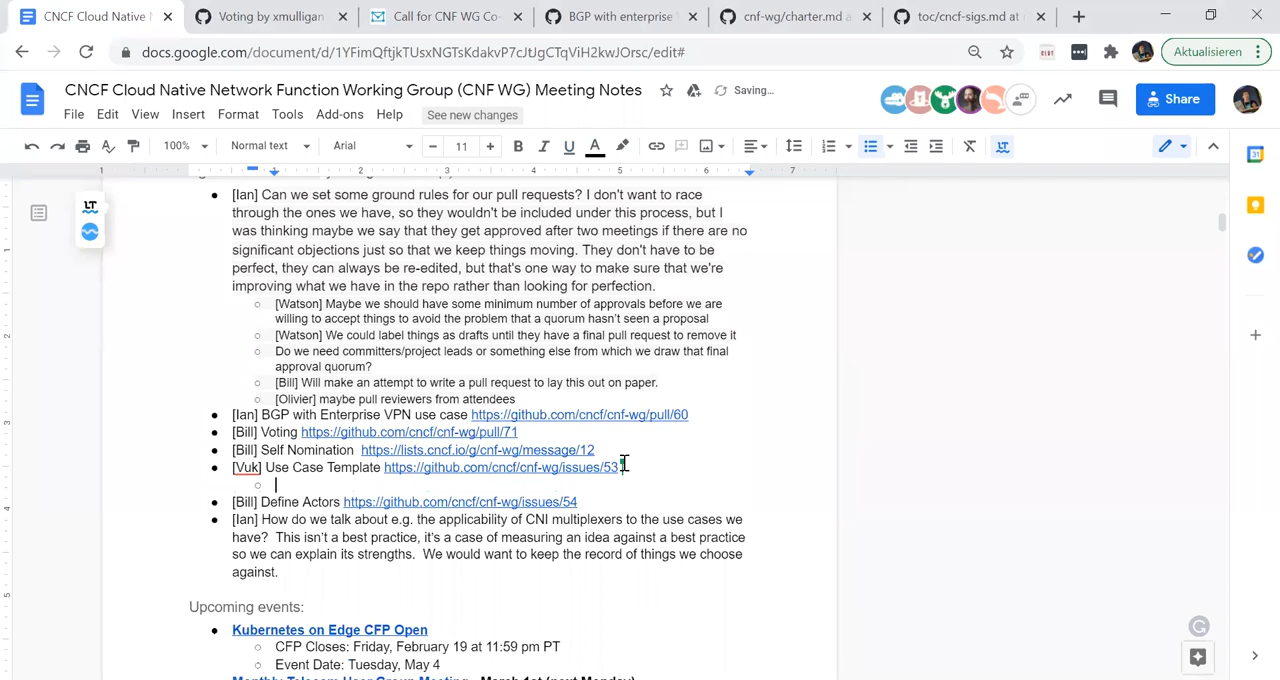 CNCF Cloud Native
Voting by xmulligan
Call for CNF WG Co-
BGP with enterprise
cnf-wg/charter.md a
toc/cncf-sigs.md at
docs.google.com/document/d/1YFimQftjkTUsxNGTsKdakvP7cJtJgCTqViH2kwJOrsc/edit#
Aktualisieren
CNCF Cloud Native Network Function Working Group (CNF WG) Meeting Notes
Saving...
File Edit View Insert Format Tools Add-ons Help See new changes
Share
100% Normal text Arial 11 B I U A
1 1 2 3 4 5 6 7
LT
[Ian] Can we set some ground rules for our pull requests? I don't want to race
through the ones we have, so they wouldn't be included under this process, but I
was thinking maybe we say that they get approved after two meetings if there are no
significant objections just so that we keep things moving. They don't have to be
perfect, they can always be re-edited, but that's one way to make sure that we're
improving what we have in the repo rather than looking for perfection.
[Watson] Maybe we should have some minimum number of approvals before we are
willing to accept things to avoid the problem that a quorum hasn't seen a proposal
[Watson] We could label things as drafts until they have a final pull request to remove it
Do we need committers/project leads or something else from which we draw that final
approval quorum?
[Bill] Will make an attempt to write a pull request to lay this out on paper.
[Olivier] maybe pull reviewers from attendees
[Ian] BGP with Enterprise VPN use case https://github.com/cncf/cnf-wg/pull/60
[Bill] Voting https://github.com/cncf/cnf-wg/pull/71
[Bill] Self Nomination https://lists.cncf.io/g/cnf-wg/message/12
[Vuk] Use Case Template https://github.com/cncf/cnf-wg/issues/53
[Bill] Define Actors https://github.com/cncf/cnf-wg/issues/54
[Ian] How do we talk about e.g. the applicability of CNI multiplexers to the use cases we
have? This isn't a best practice, it's a case of measuring an idea against a best practice
so we can explain its strengths. We would want to keep the record of things we choose
against.
Upcoming events:
Kubernetes on Edge CFP Open
CFP Closes: Friday, February 19 at 11:59 pm PT
Event Date: Tuesday, May 4
Monthly Telecom User Group Meeting - March 1st (next Monday)